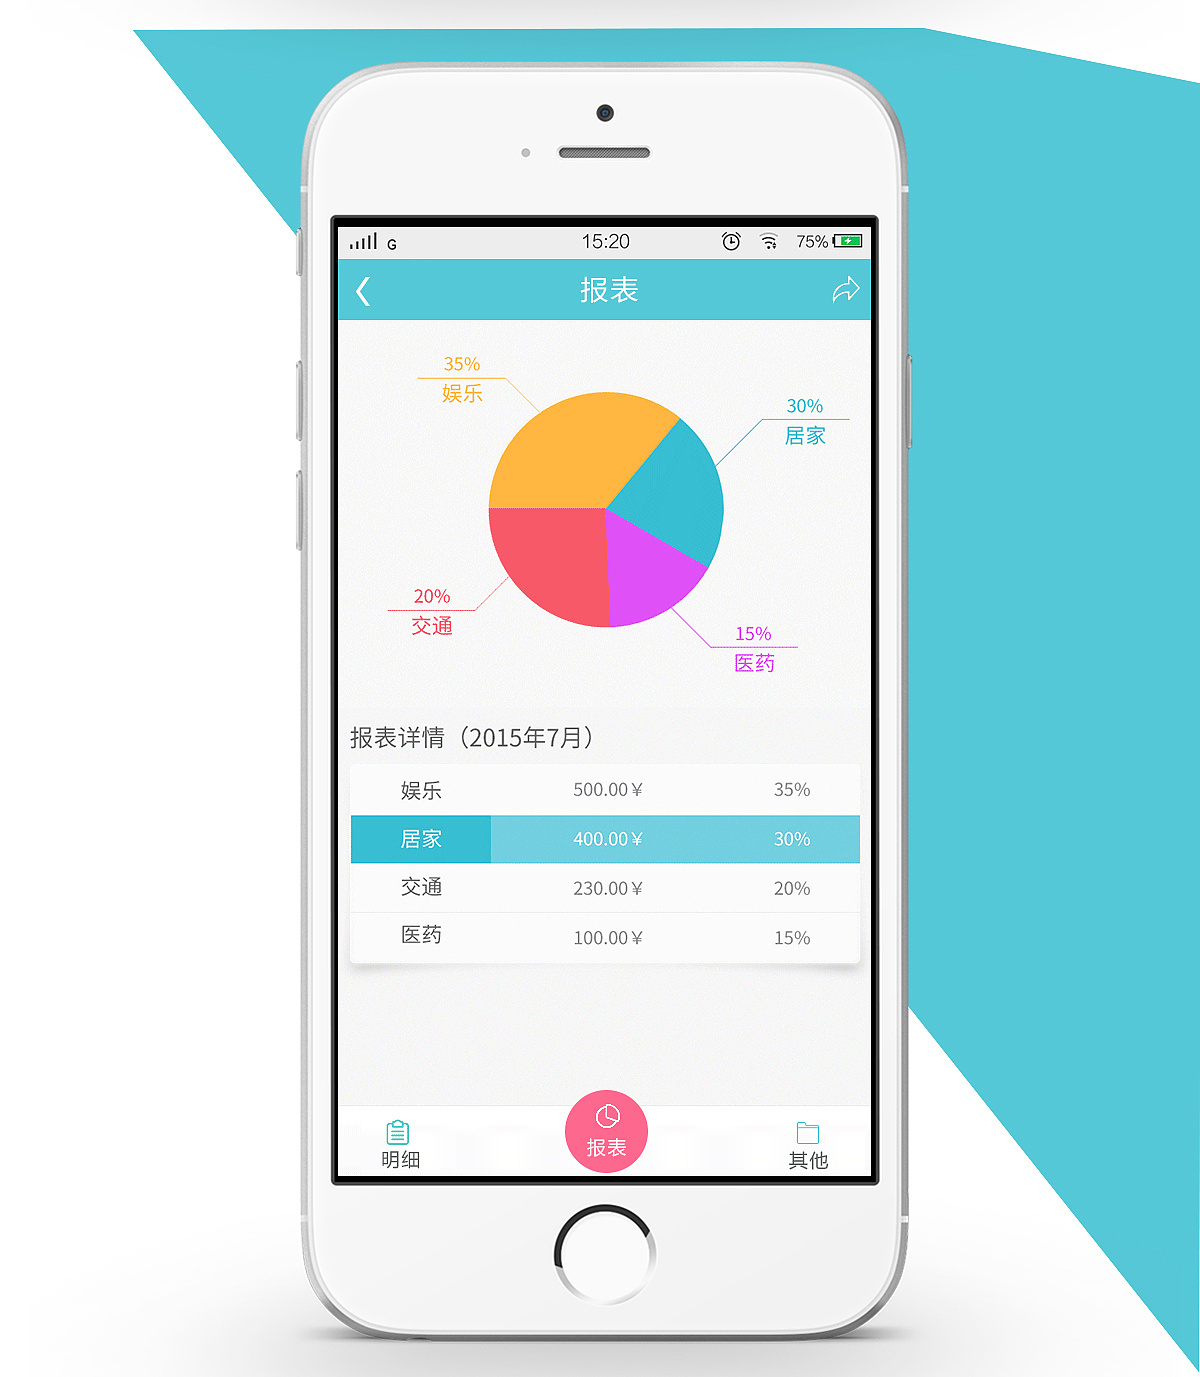 G 15:20 75%
报表
35%
娱乐
30%
居家
20%
交通
15%
医药
报表详情（2015年7月）
娱乐 500.00￥ 35%
居家 400.00￥ 30%
交通 230.00￥ 20%
医药 100.00￥ 15%
明细 报表 其他